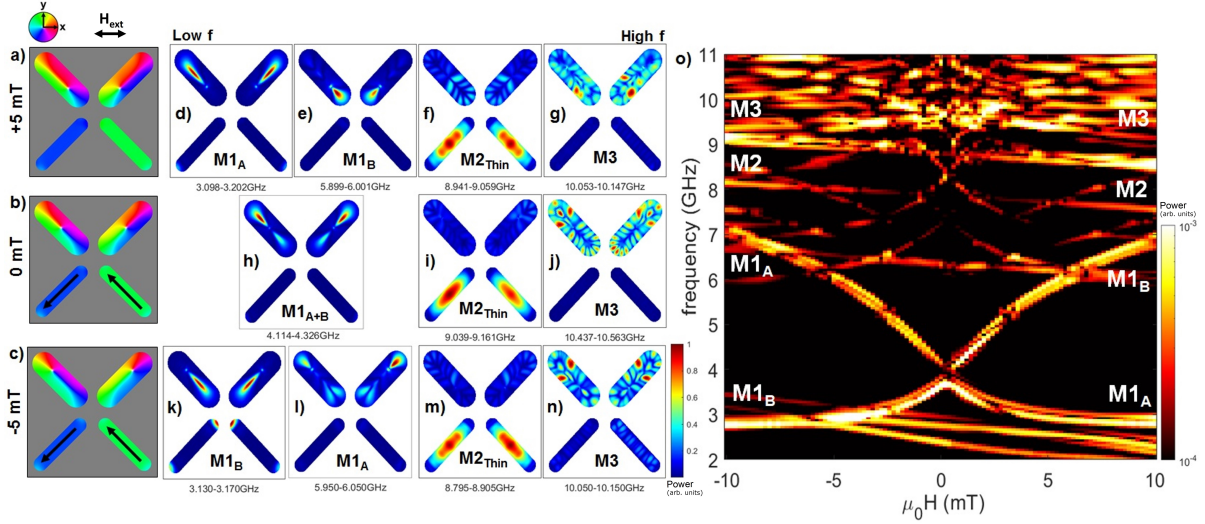 y
x
H_ext
Low f
High f
a)
+5 mT
d)
M1_A
3.098-3.202GHz
e)
M1_B
5.899-6.001GHz
f)
M2_Thin
8.941-9.059GHz
g)
M3
10.053-10.147GHz
b)
0 mT
h)
M1_A+B
4.114-4.326GHz
i)
M2_Thin
9.039-9.161GHz
j)
M3
10.437-10.563GHz
c)
-5 mT
k)
M1_B
3.130-3.170GHz
l)
M1_A
5.950-6.050GHz
m)
M2_Thin
8.795-8.905GHz
n)
M3
10.050-10.150GHz
1
0.8
0.6
0.4
0.2
Power
(arb. units)
o)
11
10
9
8
7
6
5
4
3
2
frequency (GHz)
M3
M3
M2
M2
M1_A
M1_B
M1_B
M1_A
-10
-5
0
5
10
μ₀H (mT)
Power
(arb. units)
10⁻³
10⁻⁴